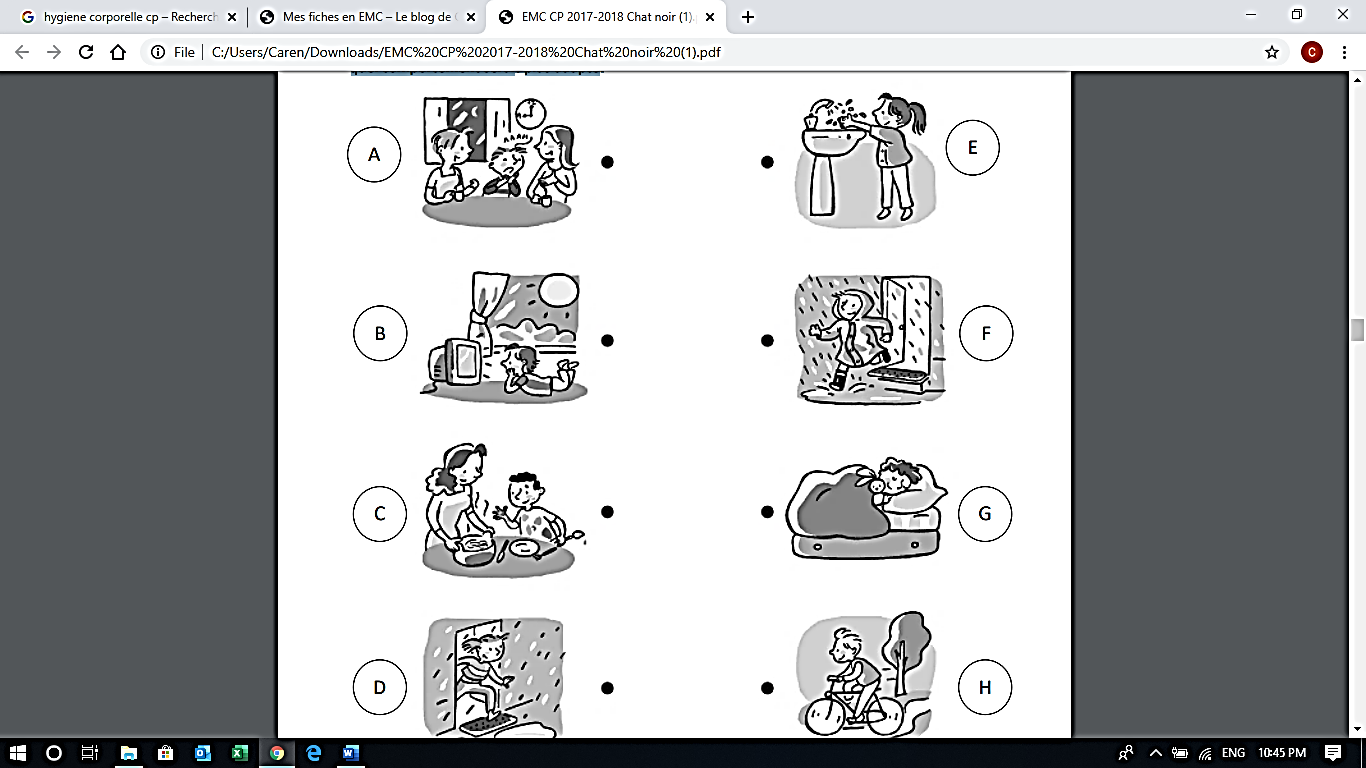 hygiene corporelle cp – Recherch
Mes fiches en EMC – Le blog de
EMC CP 2017-2018 Chat noir (1).
File
C:/Users/Caren/Downloads/EMC%20CP%202017-2018%20Chat%20noir%20(1).pdf
C
A
AAAH
E
B
F
C
G
D
H
ENG
10:45 PM